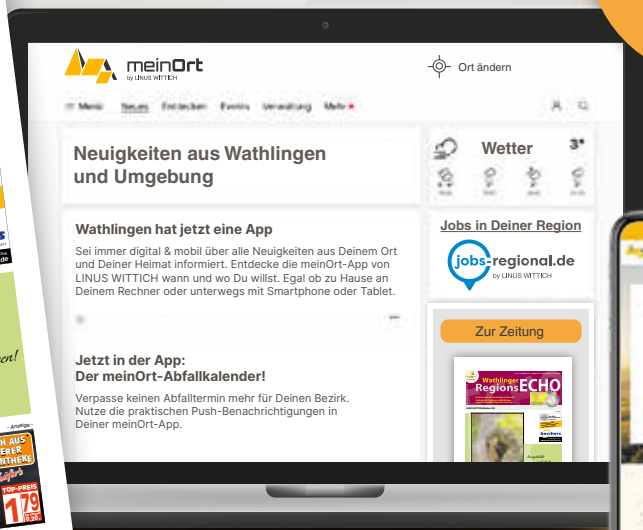 meinOrt
by LINUS WITTICH
Ort ändern
Menü Neues Entdecken Events Verwaltung Mehr
Neuigkeiten aus Wathlingen
und Umgebung
Wetter 3°
Wathlingen hat jetzt eine App
Sei immer digital & mobil über alle Neuigkeiten aus Deinem Ort
und Deiner Heimat informiert. Entdecke die meinOrt-App von
LINUS WITTICH wann und wo Du willst. Egal ob zu Hause an
Deinem Rechner oder unterwegs mit Smartphone oder Tablet.
Jetzt in der App:
Der meinOrt-Abfallkalender!
Verpasse keinen Abfalltermin mehr für Deinen Bezirk.
Nutze die praktischen Push-Benachrichtigungen in
Deiner meinOrt-App.
Jobs in Deiner Region
jobs-regional.de
by LINUS WITTICH
Zur Zeitung
Wathlinger
RegionsECHO
- Anzeige -
TOP-PREIS
1 79